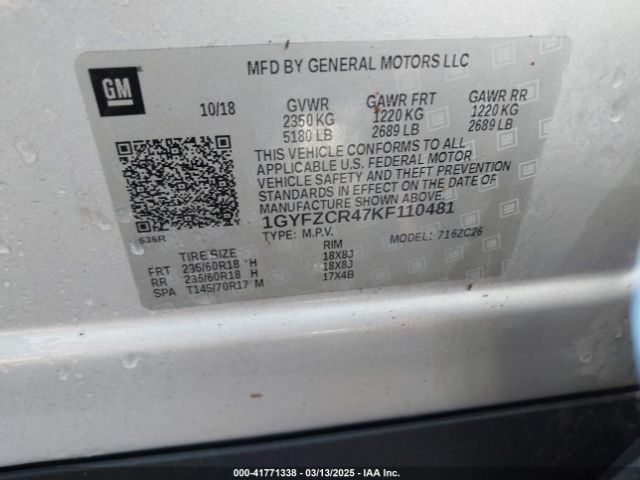 GM
MFD BY GENERAL MOTORS LLC
10/18 GVWR GAWR FRT GAWR RR
2350 KG 1220 KG 1220 KG
5180 LB 2689 LB 2689 LB
THIS VEHICLE CONFORMS TO ALL
APPLICABLE U.S. FEDERAL MOTOR
VEHICLE SAFETY AND THEFT PREVENTION
STANDARDS IN EFFECT ON THE DATE OF
MANUFACTURE SHOWN ABOVE.
1GYFZCR47KF110481
636R TYPE: M.P.V. MODEL: 716ZC26
TIRE SIZE RIM
FRT 235/60R18 H 18X8J
RR 235/60R18 H 18X8J
SPA T145/70R17 M 17X4B
© - 41771338 - 03/13/2025 - IAA Inc.